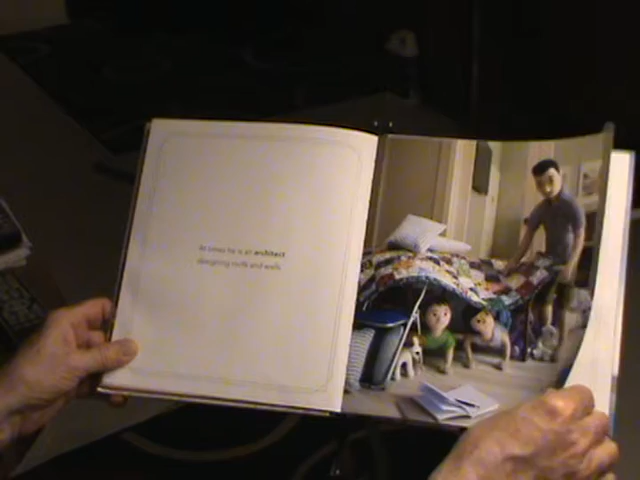 At times he is an architect
designing roofs and walls